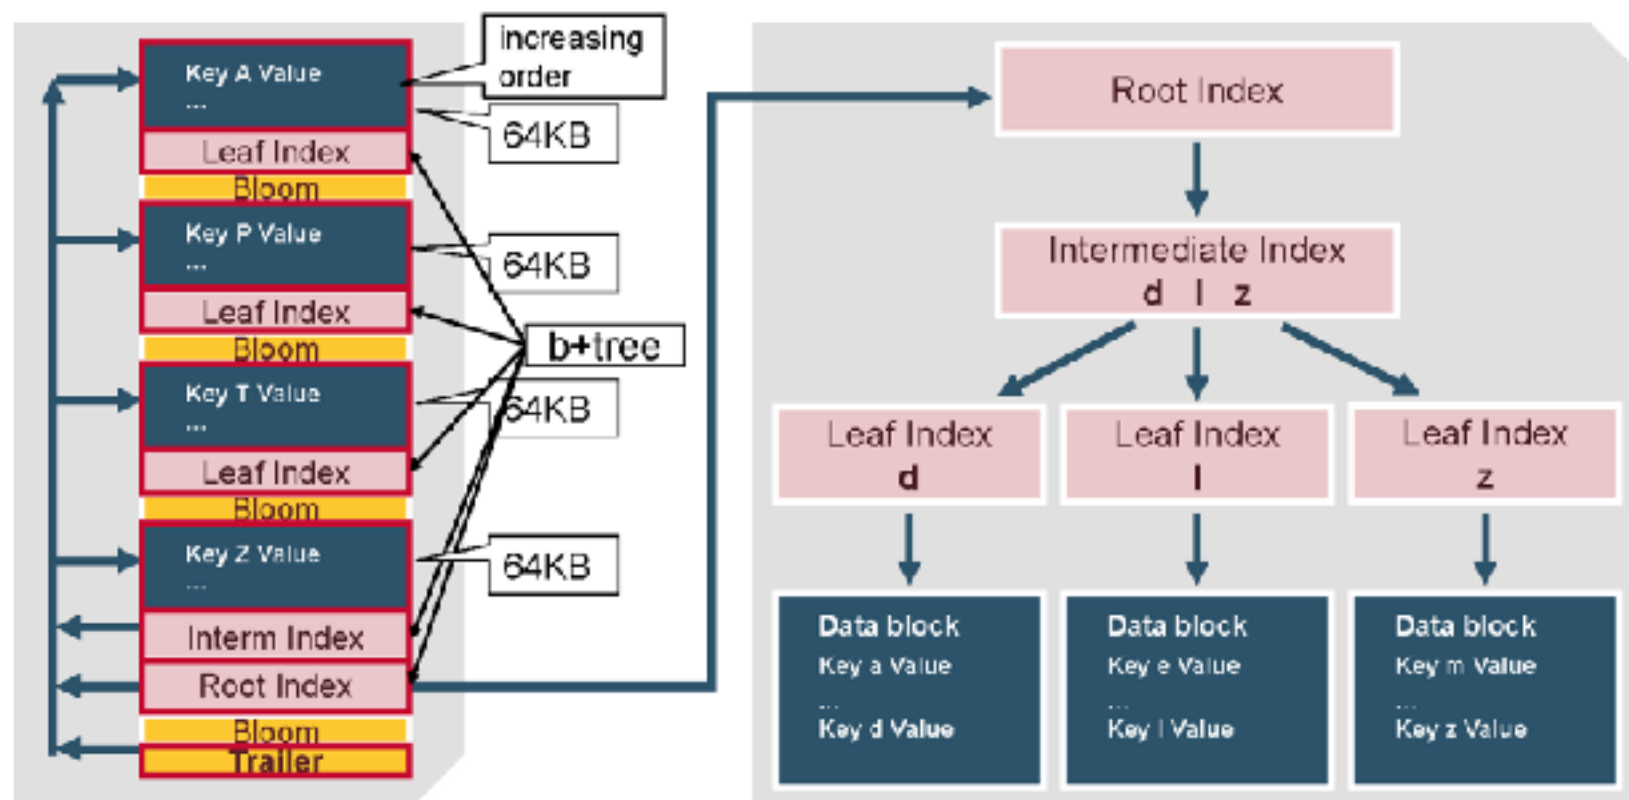 increasing
order
Key A Value
...
64KB
Leaf Index
Bloom
Key P Value
...
64KB
Leaf Index
Bloom
b+tree
Key T Value
...
64KB
Leaf Index
Bloom
Key Z Value
...
64KB
Interm Index
Root Index
Bloom
Trailer
Root Index
Intermediate Index
d l z
Leaf Index
d
Leaf Index
l
Leaf Index
z
Data block
Key a Value
...
Key d Value
Data block
Key e Value
...
Key l Value
Data block
Key m Value
...
Key z Value